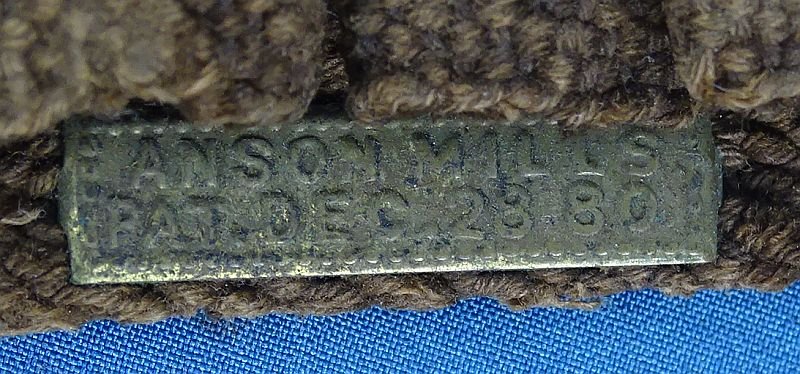 ANSON MILLS
PAT. DEC. 28 80